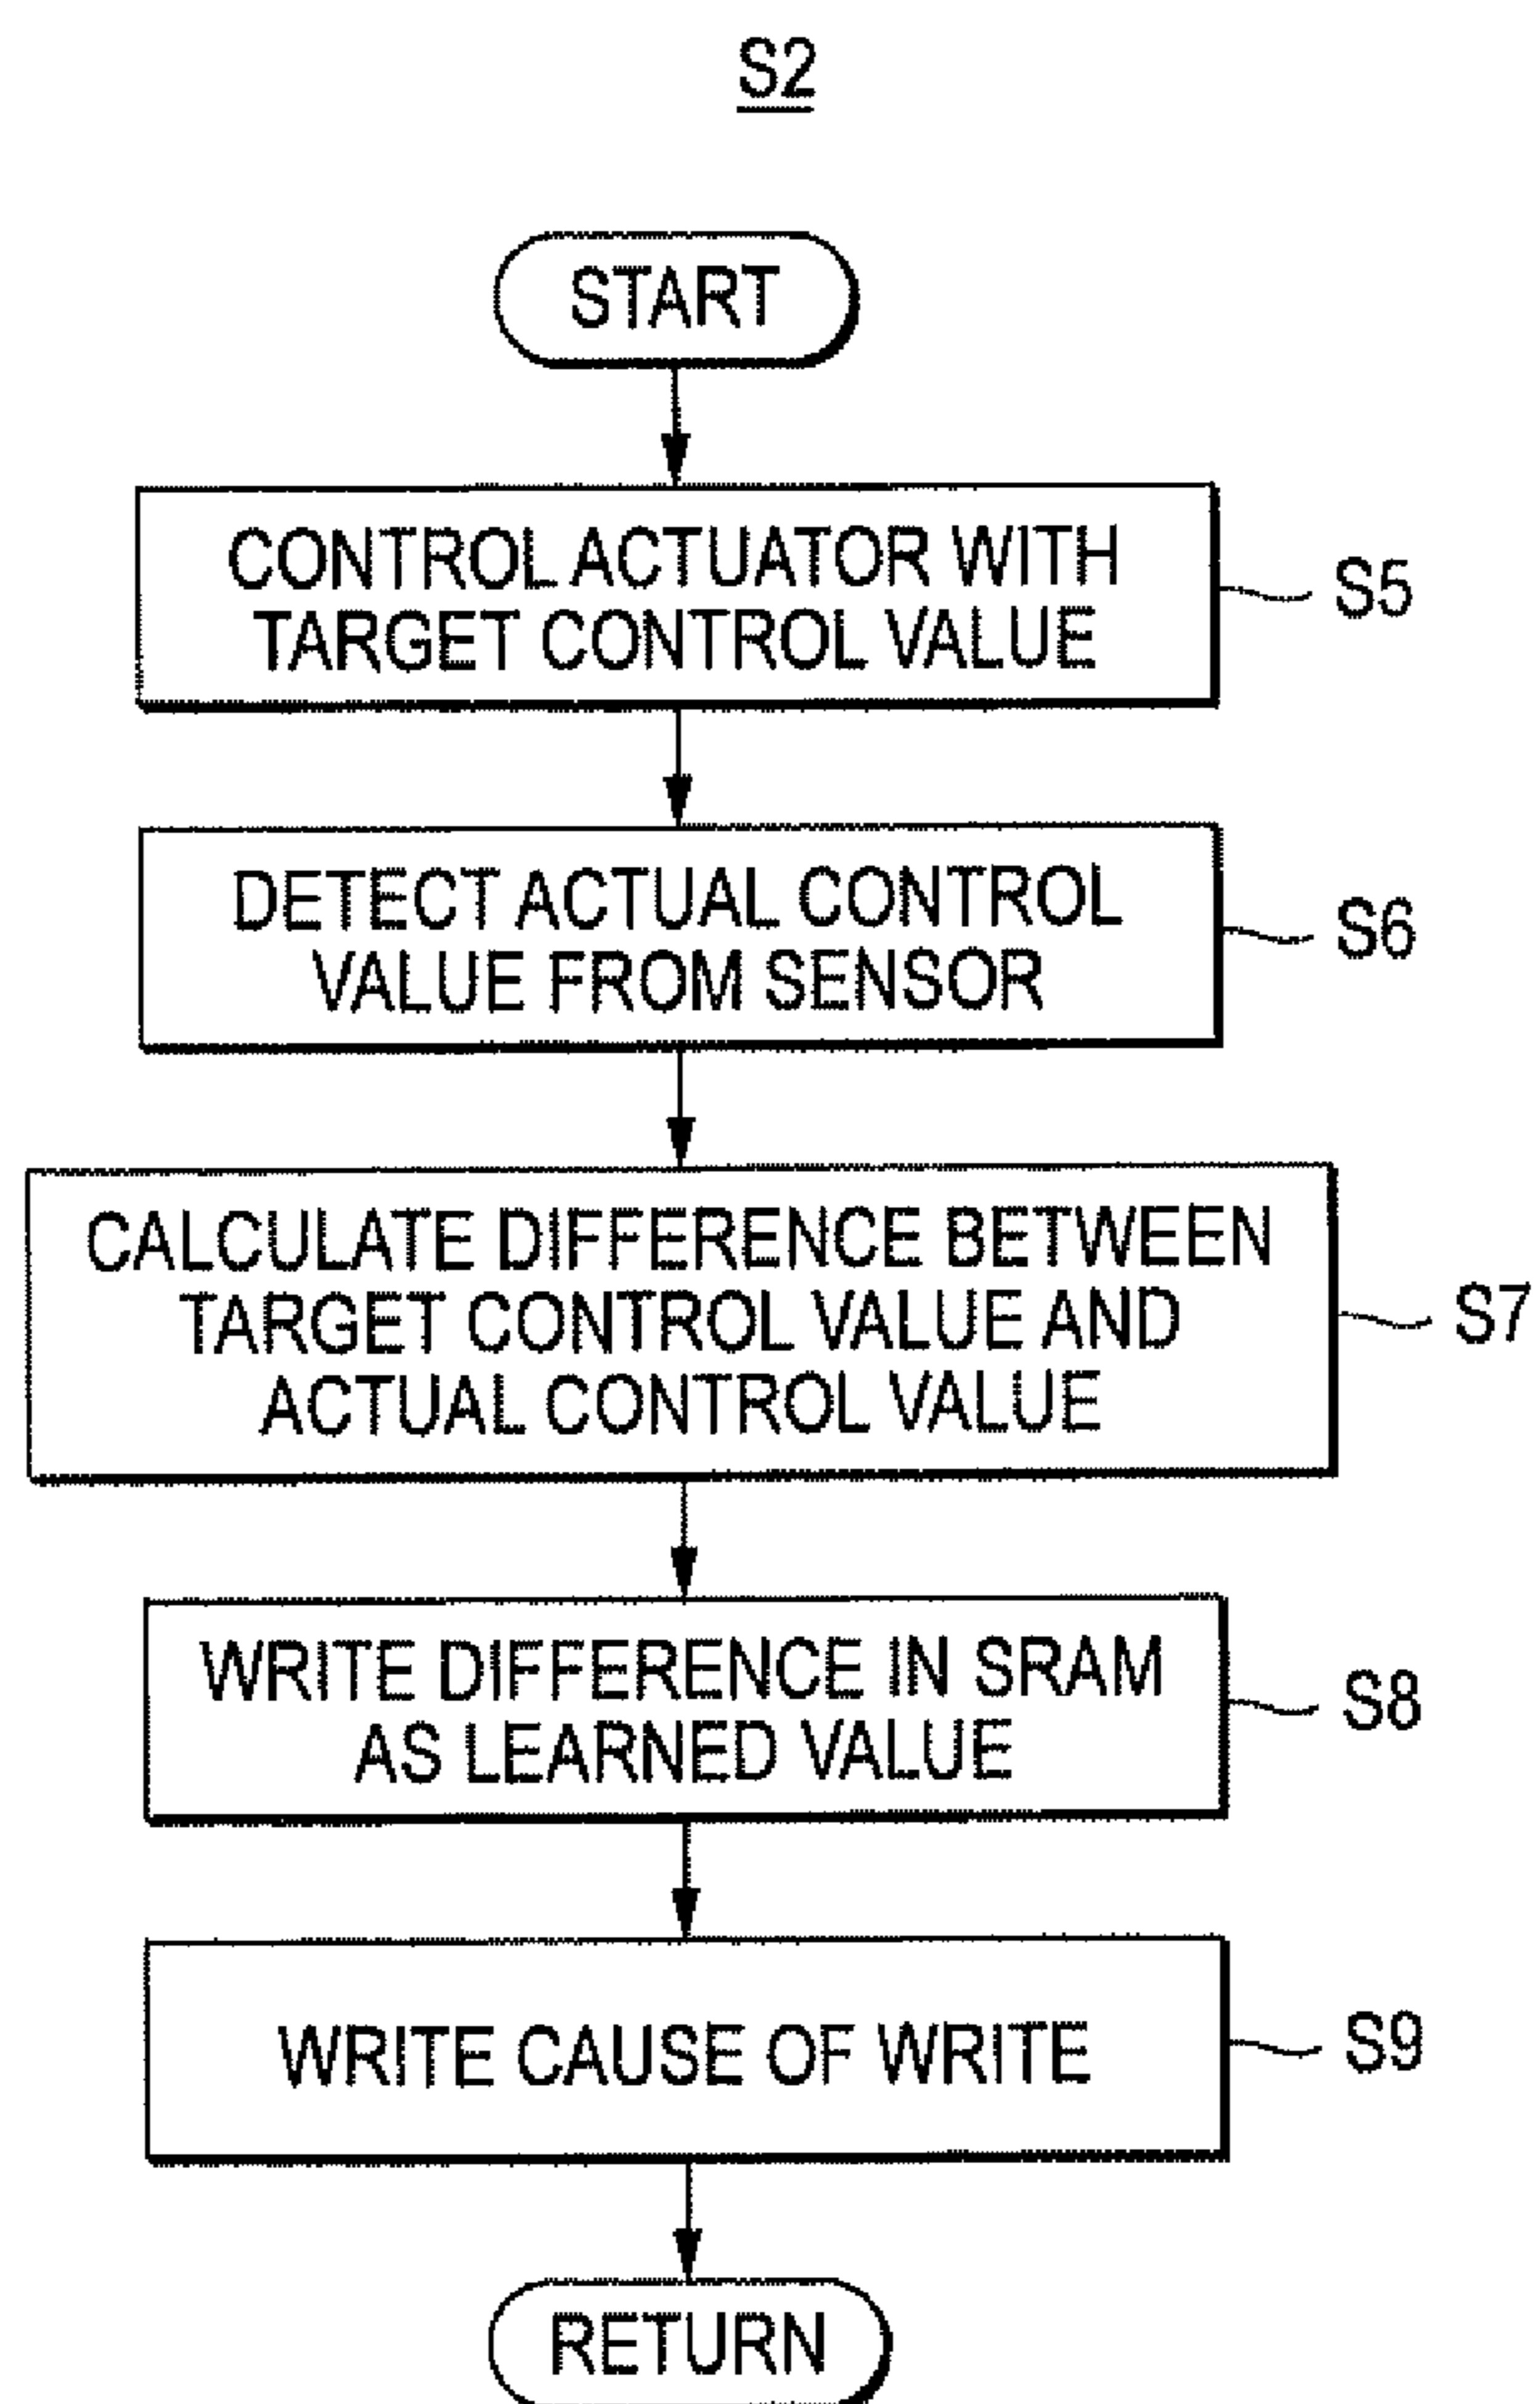 S2
START
CONTROL ACTUATOR WITH
TARGET CONTROL VALUE
S5
DETECT ACTUAL CONTROL
VALUE FROM SENSOR
S6
CALCULATE DIFFERENCE BETWEEN
TARGET CONTROL VALUE AND
ACTUAL CONTROL VALUE
S7
WRITE DIFFERENCE IN SRAM
AS LEARNED VALUE
S8
WRITE CAUSE OF WRITE
S9
RETURN